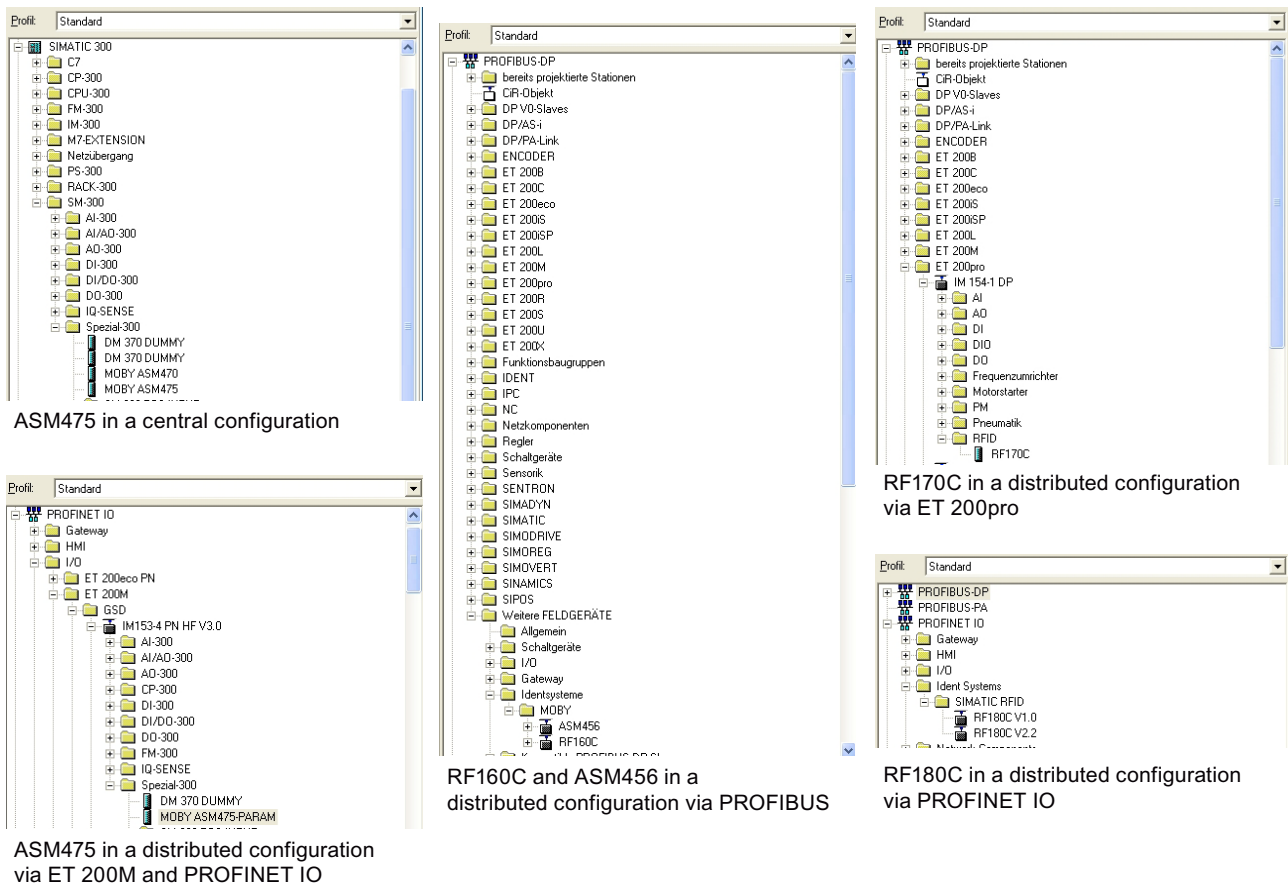 Profil: Standard
SIMATIC 300
C7
CP-300
CPU-300
FM-300
IM-300
M7-EXTENSION
Netzübergang
PS-300
RACK-300
SM-300
AI-300
AI/AO-300
AO-300
DI-300
DI/DO-300
DO-300
IQ-SENSE
Spezial-300
DM 370 DUMMY
DM 370 DUMMY
MOBY ASM470
MOBY ASM475
ASM475 in a central configuration
Profil: Standard
PROFINET IO
Gateway
HMI
I/O
ET 200eco PN
ET 200M
GSD
IM153-4 PN HF V3.0
AI-300
AI/AO-300
AO-300
CP-300
DI-300
DI/DO-300
DO-300
FM-300
IQ-SENSE
Spezial-300
DM 370 DUMMY
MOBY ASM475-PARAM
ASM475 in a distributed configuration
via ET 200M and PROFINET IO
Profil: Standard
PROFIBUS-DP
bereits projektierte Stationen
CiR-Objekt
DP V0-Slaves
DP/AS-i
DP/PA-Link
ENCODER
ET 200B
ET 200C
ET 200eco
ET 200iS
ET 200iSP
ET 200L
ET 200M
ET 200pro
ET 200R
ET 200S
ET 200U
ET 200X
Funktionsbaugruppen
IDENT
IPC
NC
Netzkomponenten
Regler
Schaltgeräte
Sensorik
SENTRON
SIMADYN
SIMATIC
SIMODRIVE
SIMOREG
SIMOVERT
SINAMICS
SIPOS
Weitere FELDGERÄTE
Allgemein
Schaltgeräte
I/O
Gateway
Identsysteme
MOBY
ASM456
RF160C
RF160C and ASM456 in a
distributed configuration via PROFIBUS
Profil: Standard
PROFIBUS-DP
bereits projektierte Stationen
CiR-Objekt
DP V0-Slaves
DP/AS-i
DP/PA-Link
ENCODER
ET 200B
ET 200C
ET 200eco
ET 200iS
ET 200iSP
ET 200L
ET 200M
ET 200pro
IM 154-1 DP
AI
AO
DI
DIO
DO
Frequenzumrichter
Motorstarter
PM
Pneumatik
RFID
RF170C
RF170C in a distributed configuration
via ET 200pro
Profil: Standard
PROFIBUS-DP
PROFIBUS-PA
PROFINET IO
Gateway
HMI
I/O
Ident Systems
SIMATIC RFID
RF180C V1.0
RF180C V2.2
RF180C in a distributed configuration
via PROFINET IO